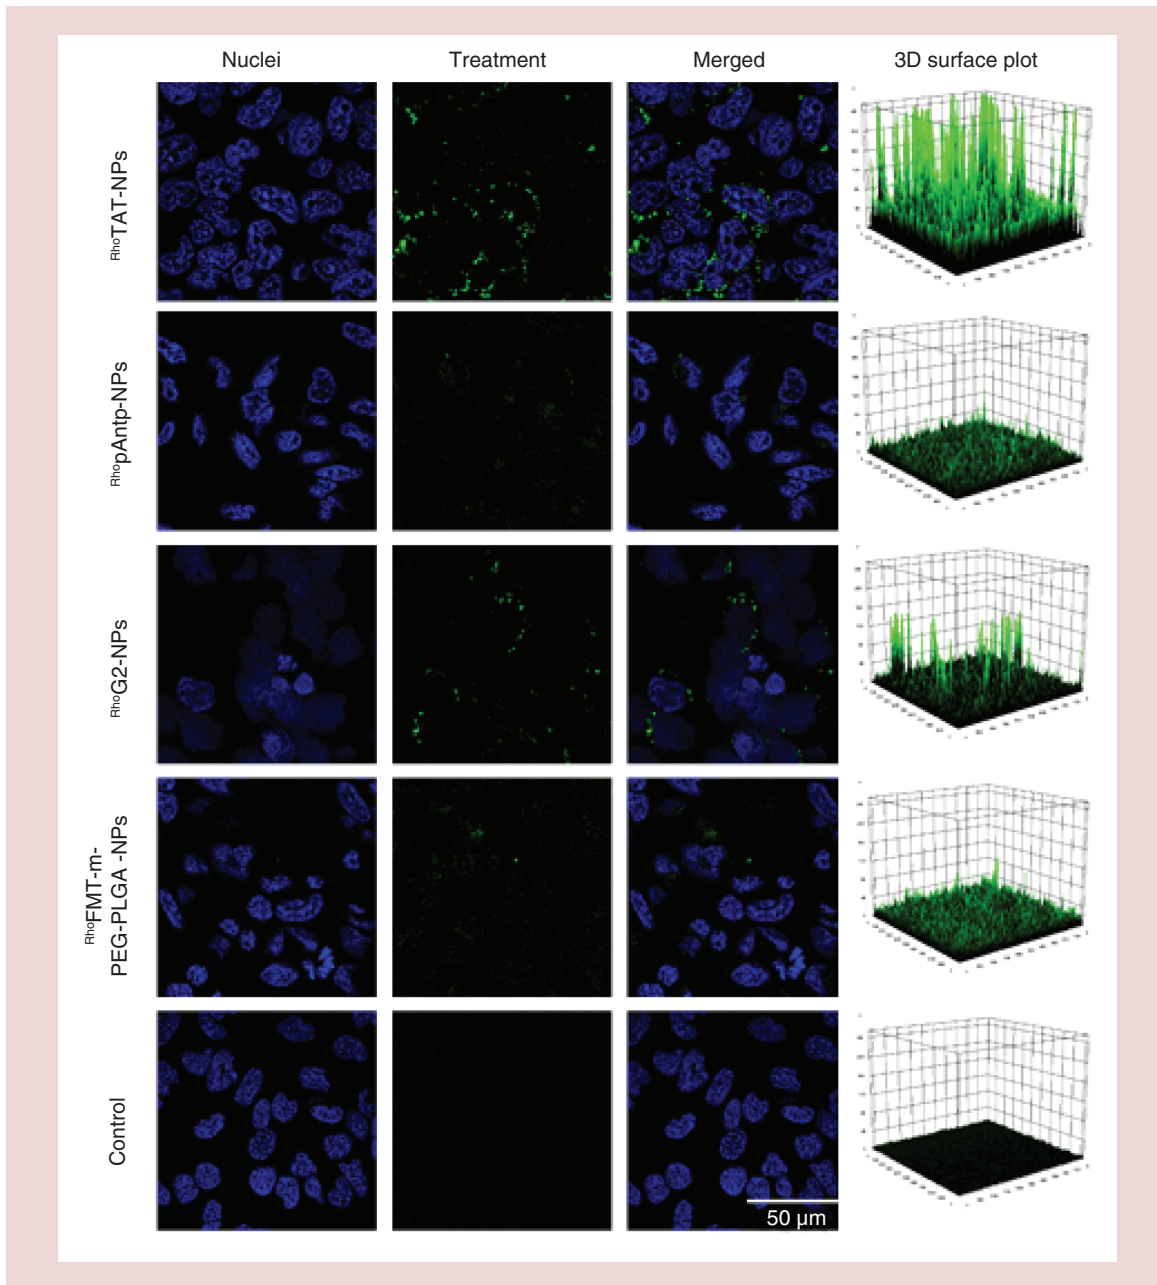 Nuclei Treatment Merged 3D surface plot
RhoTAT-NPs
RhopAntp-NPs
RhoG2-NPs
RhoFMT-m-
PEG-PLGA -NPs
Control
50 µm